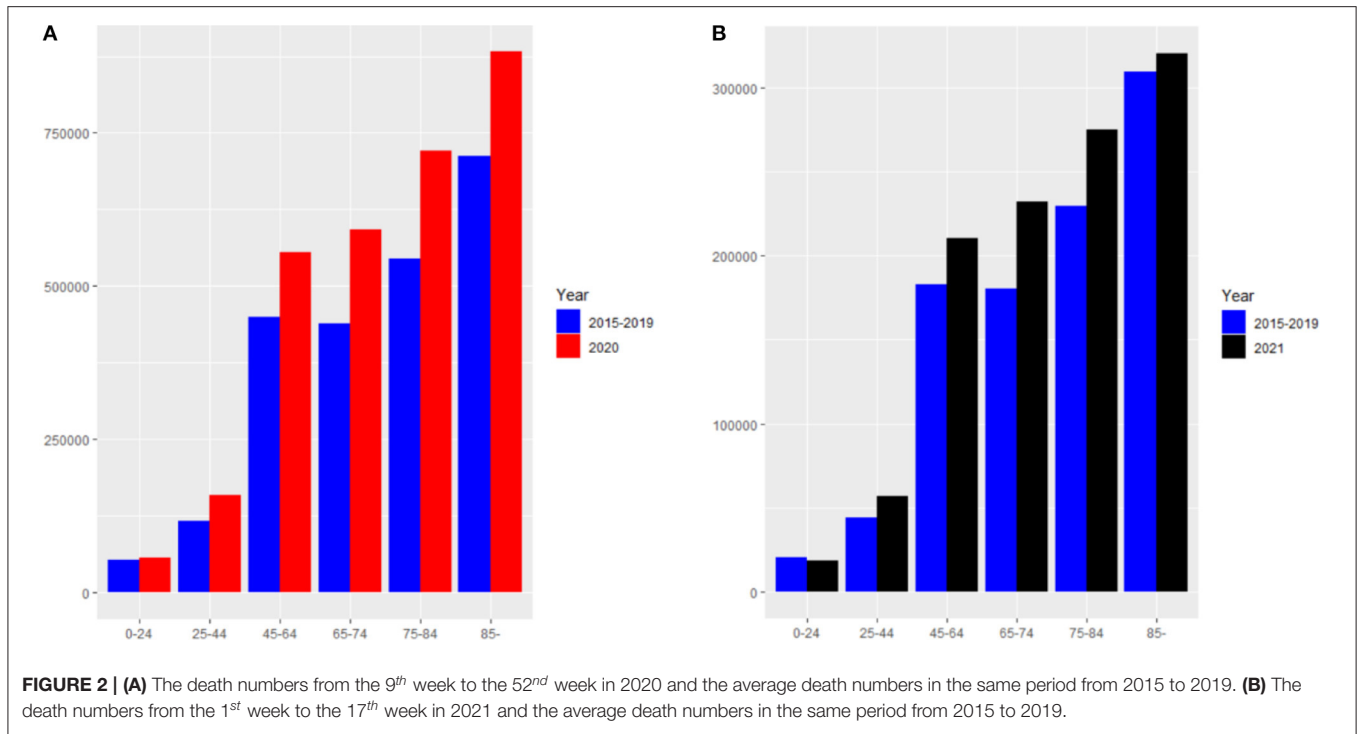 A
750000
500000
250000
0
0-24 25-44 45-64 65-74 75-84 85-
Year
2015-2019
2020
B
300000
200000
100000
0
0-24 25-44 45-64 65-74 75-84 85-
Year
2015-2019
2021
FIGURE 2 | (A) The death numbers from the 9th week to the 52nd week in 2020 and the average death numbers in the same period from 2015 to 2019. (B) The
death numbers from the 1st week to the 17th week in 2021 and the average death numbers in the same period from 2015 to 2019.